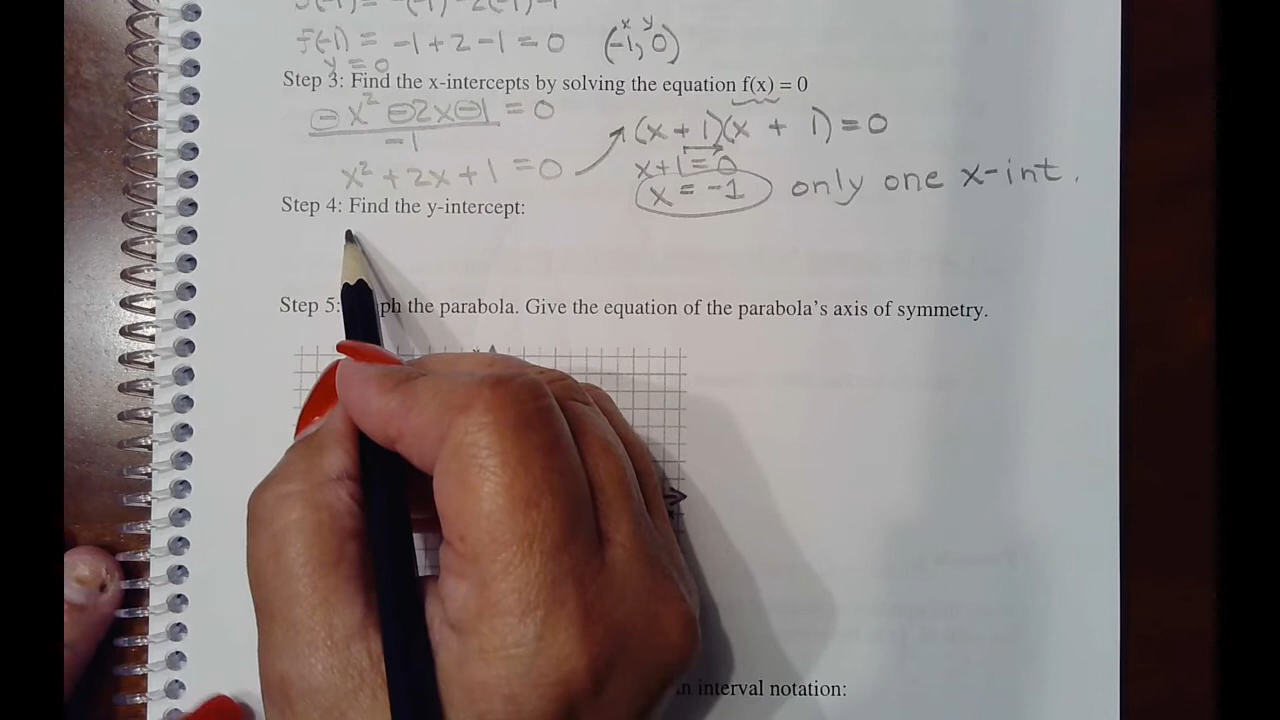 f(-1) = -1 + 2 - 1 = 0 (-1, 0)
x y
y = 0
Step 3: Find the x-intercepts by solving the equation f(x) = 0
-x² -2x -1 = 0
-1
(x + 1)(x + 1) = 0
x² + 2x + 1 = 0
x + 1 = 0
x = -1 only one x-int.
Step 4: Find the y-intercept:
Step 5: ph the parabola. Give the equation of the parabola's axis of symmetry.
interval notation: